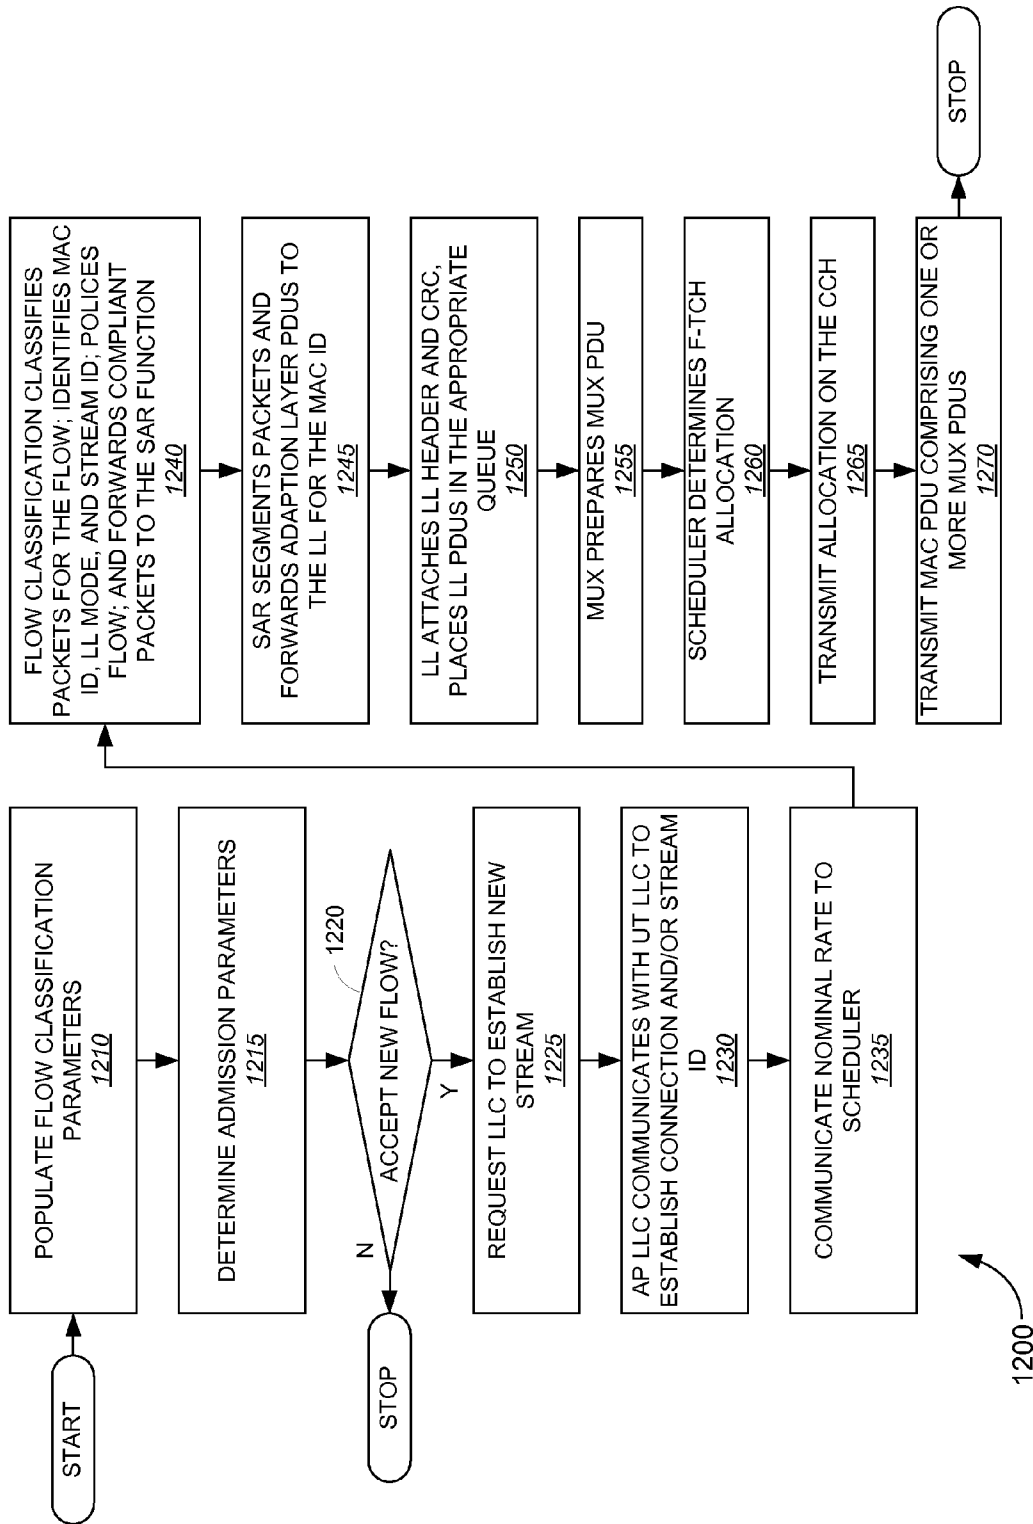 START
POPULATE FLOW CLASSIFICATION
PARAMETERS
1210
DETERMINE ADMISSION PARAMETERS
1215
1220
ACCEPT NEW FLOW?
N
Y
STOP
REQUEST LLC TO ESTABLISH NEW
STREAM
1225
AP LLC COMMUNICATES WITH UT LLC TO
ESTABLISH CONNECTION AND/OR STREAM
ID
1230
COMMUNICATE NOMINAL RATE TO
SCHEDULER
1235
FLOW CLASSIFICATION CLASSIFIES
PACKETS FOR THE FLOW; IDENTIFIES MAC
ID, LL MODE, AND STREAM ID; POLICES
FLOW; AND FORWARDS COMPLIANT
PACKETS TO THE SAR FUNCTION
1240
SAR SEGMENTS PACKETS AND
FORWARDS ADAPTION LAYER PDUS TO
THE LL FOR THE MAC ID
1245
LL ATTACHES LL HEADER AND CRC,
PLACES LL PDUS IN THE APPROPRIATE
QUEUE
1250
MUX PREPARES MUX PDU
1255
SCHEDULER DETERMINES F-TCH
ALLOCATION
1260
TRANSMIT ALLOCATION ON THE CCH
1265
TRANSMIT MAC PDU COMPRISING ONE OR
MORE MUX PDUS
1270
STOP
1200